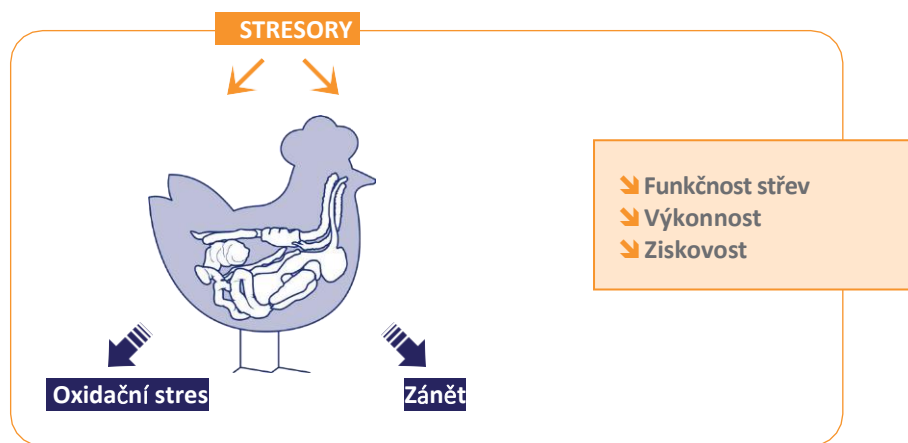 STRESORY
Funkčnost střev
Výkonnost
Ziskovost
Oxidační stres
Zánět